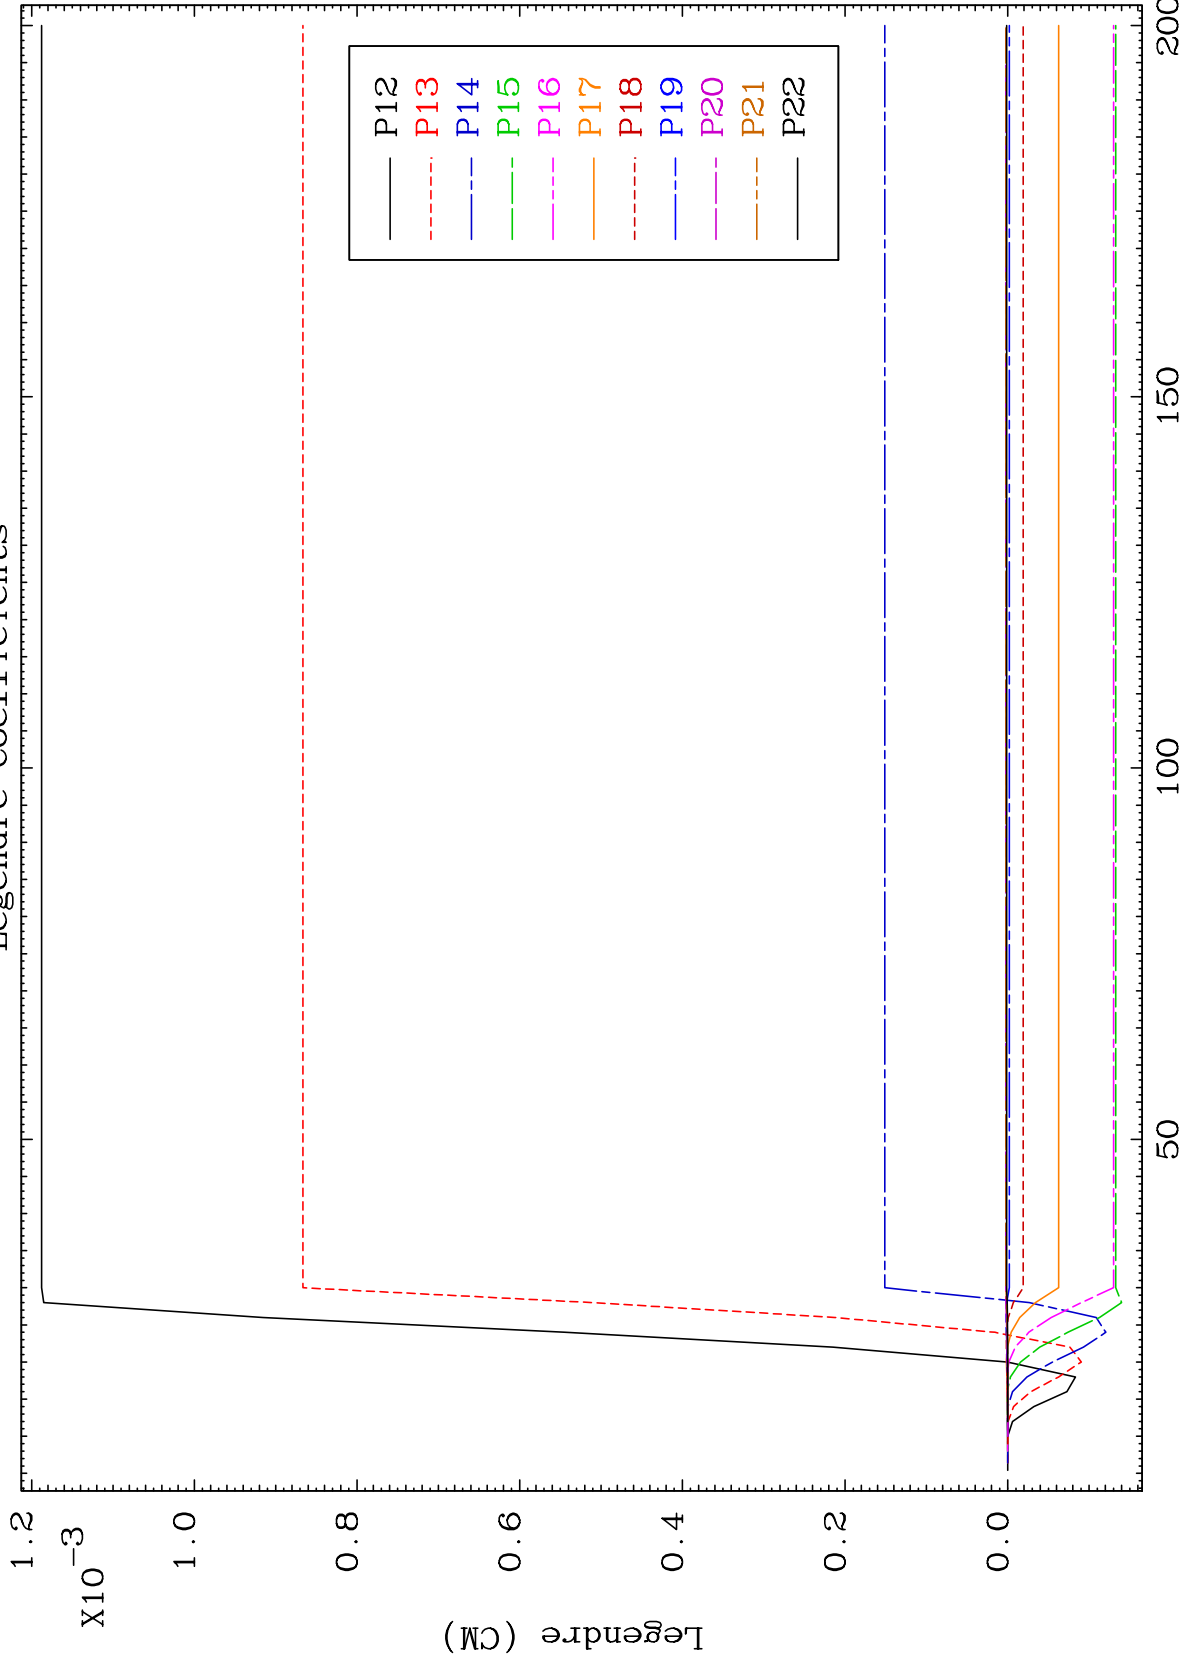 Legendre Coefficients
1.2
X10-3
1.0
0.8
0.6
0.4
0.2
0.0
Legendre (CM)
P12
P13
P14
P15
P16
P17
P18
P19
P20
P21
P22
50
100
150
200